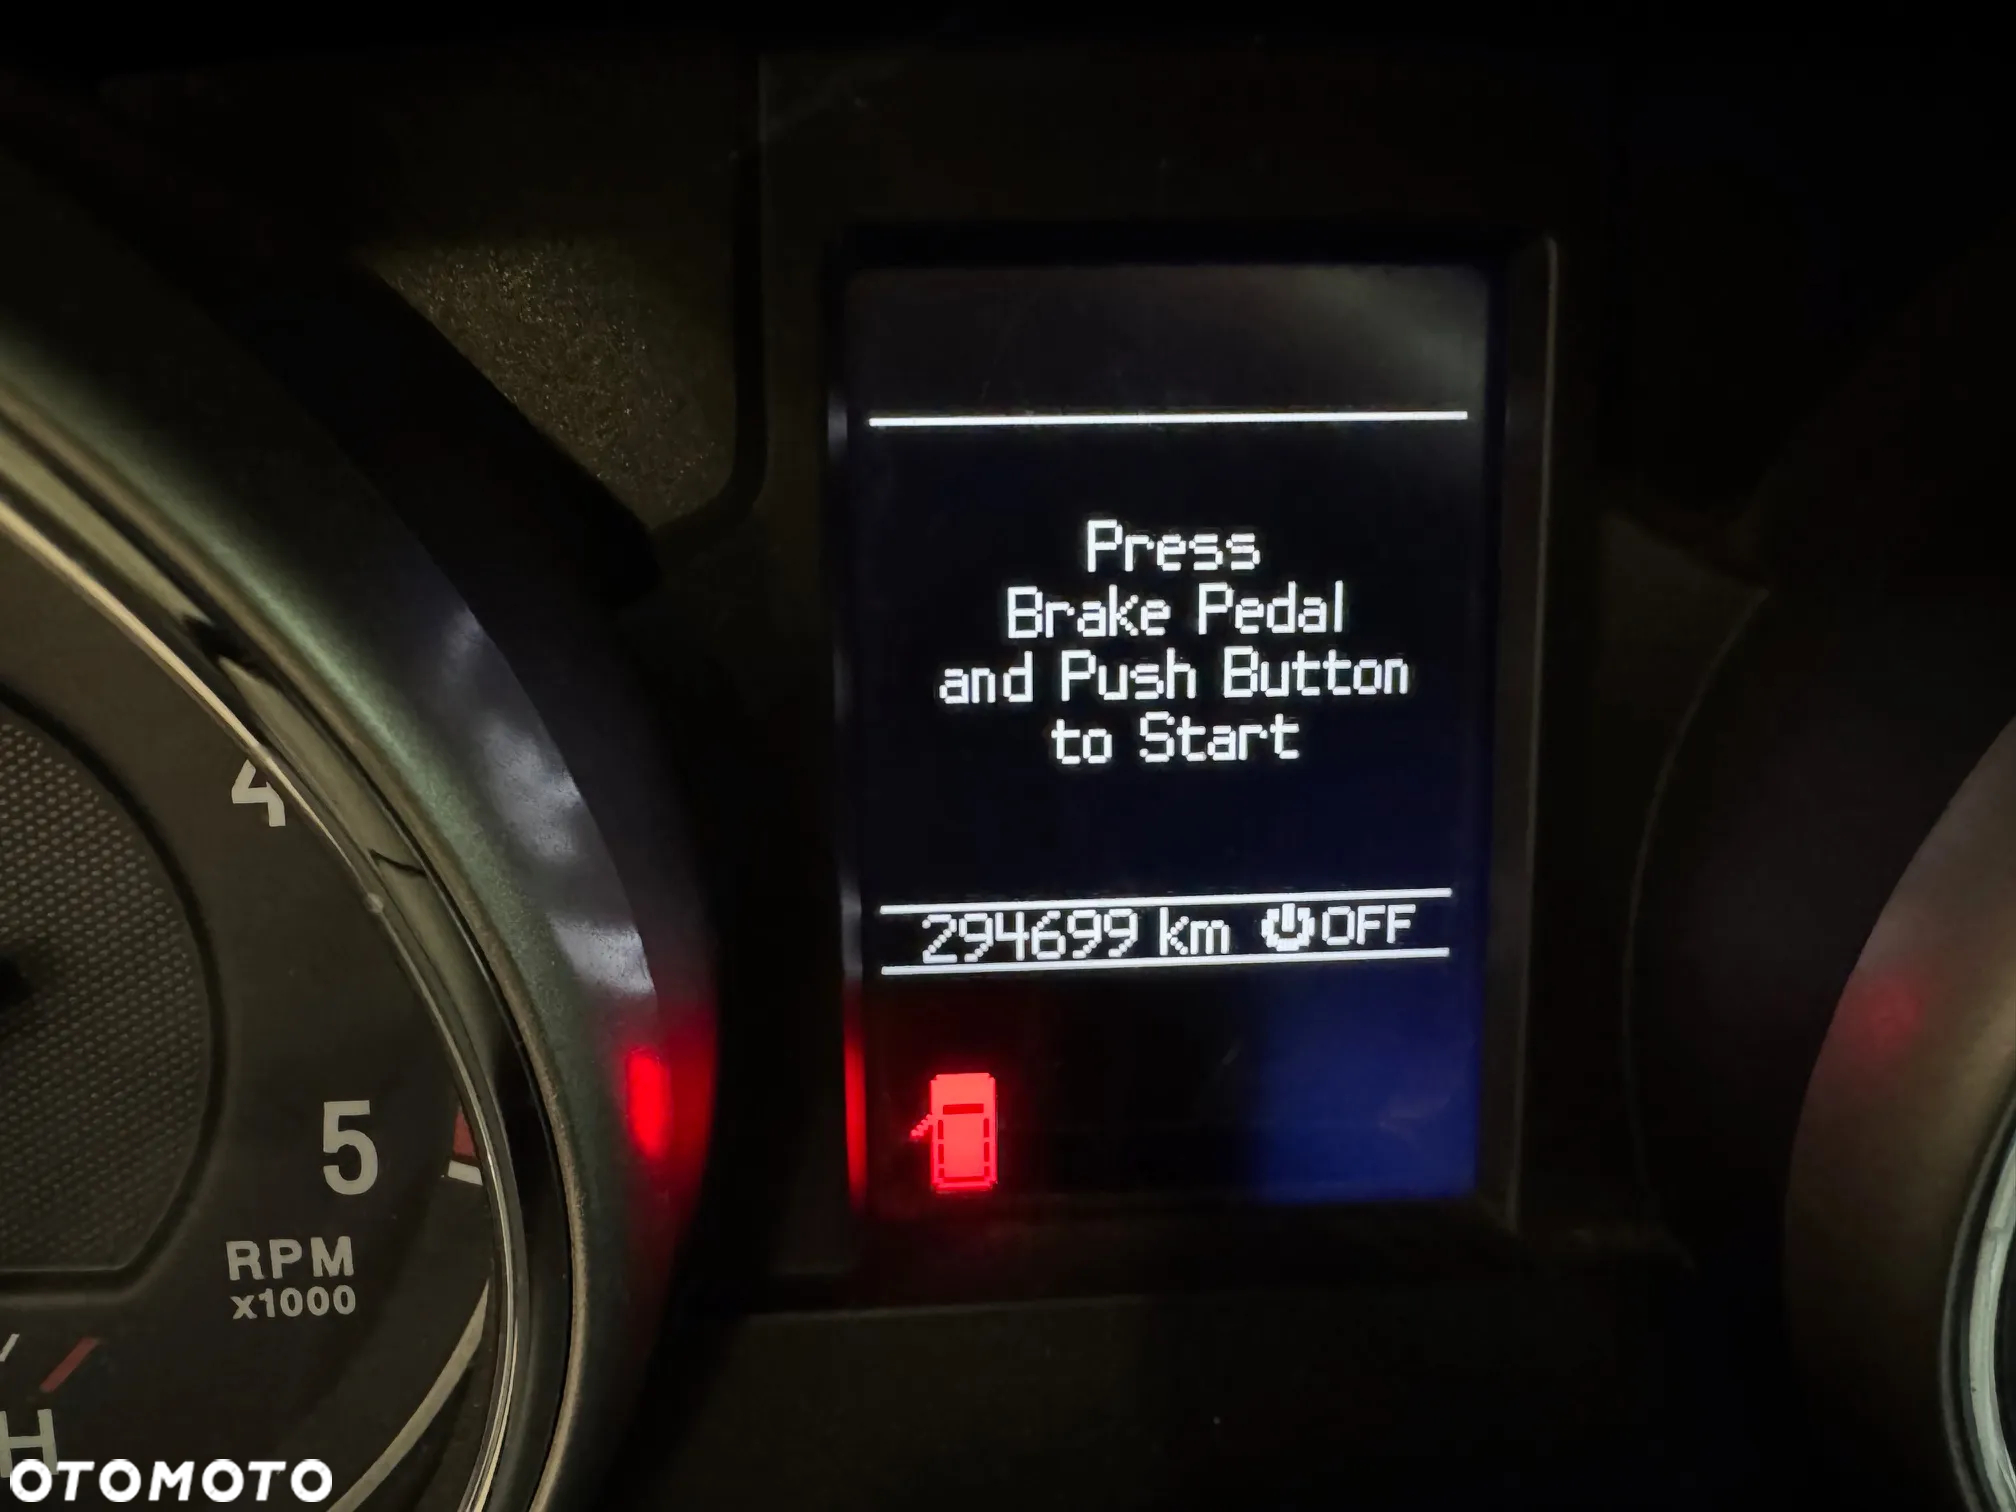 Press
Brake Pedal
and Push Button
to Start
294699 km OFF
4
5
RPM
x1000
H
OTOMOTO